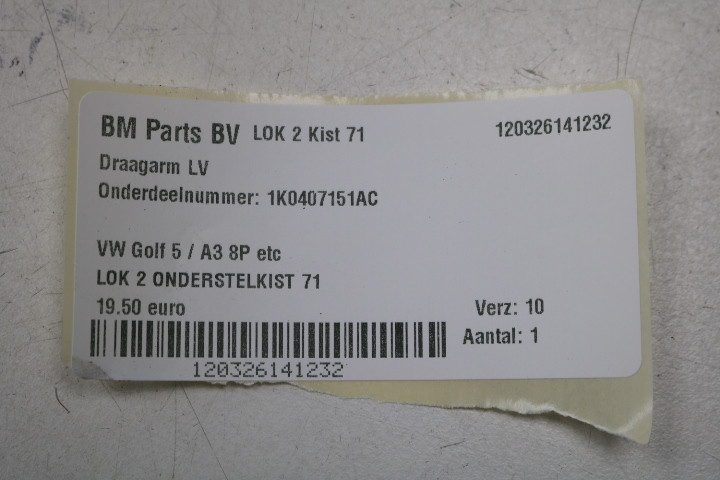 BM Parts BV LOK 2 Kist 71 120326141232
Draagarm LV
Onderdeelnummer: 1K0407151AC
VW Golf 5 / A3 8P etc
LOK 2 ONDERSTELKIST 71
19.50 euro Verz: 10
Aantal: 1
120326141232